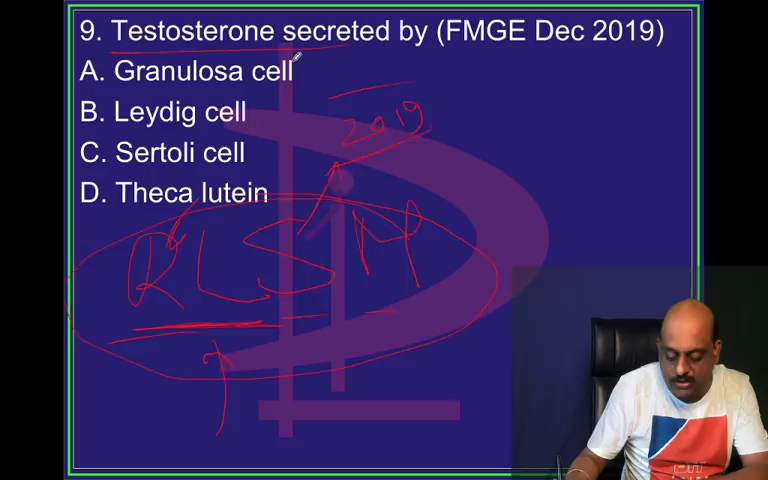 9. Testosterone secreted by (FMGE Dec 2019)
A. Granulosa cell
B. Leydig cell
C. Sertoli cell
D. Theca lutein
2019